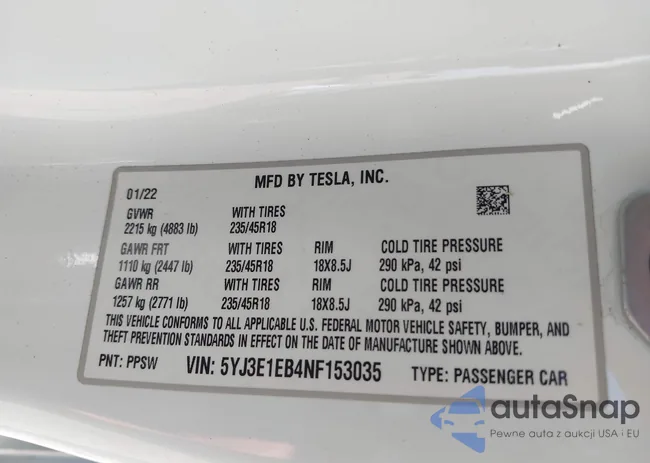 MFD BY TESLA, INC.
01/22
GVWR WITH TIRES
2215 kg (4883 lb) 235/45R18
GAWR FRT WITH TIRES RIM COLD TIRE PRESSURE
1110 kg (2447 lb) 235/45R18 18X8.5J 290 kPa, 42 psi
GAWR RR WITH TIRES RIM COLD TIRE PRESSURE
1257 kg (2771 lb) 235/45R18 18X8.5J 290 kPa, 42 psi
THIS VEHICLE CONFORMS TO ALL APPLICABLE U.S. FEDERAL MOTOR VEHICLE SAFETY, BUMPER, AND
THEFT PREVENTION STANDARDS IN EFFECT ON THE DATE OF MANUFACTURE SHOWN ABOVE.
PNT: PPSW VIN: 5YJ3E1EB4NF153035 TYPE: PASSENGER CAR
autaSnap
Pewne auta z aukcji USA i EU